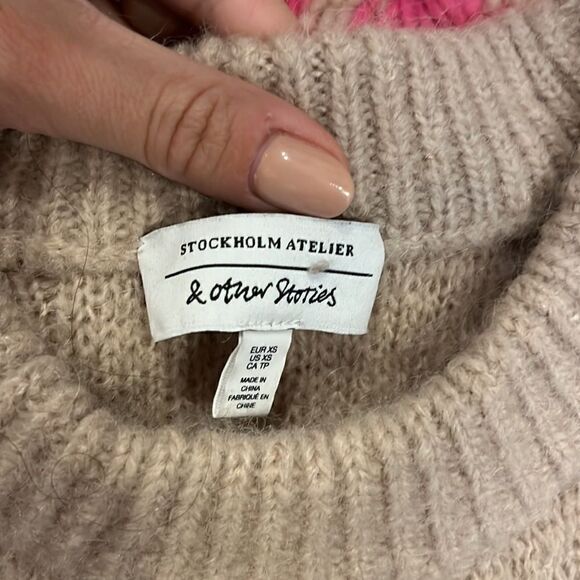 STOCKHOLM ATELIER
& other Stories
EUR XS
US XS
CA TP
MADE IN
CHINA
FABRIQUÉ EN
CHINE